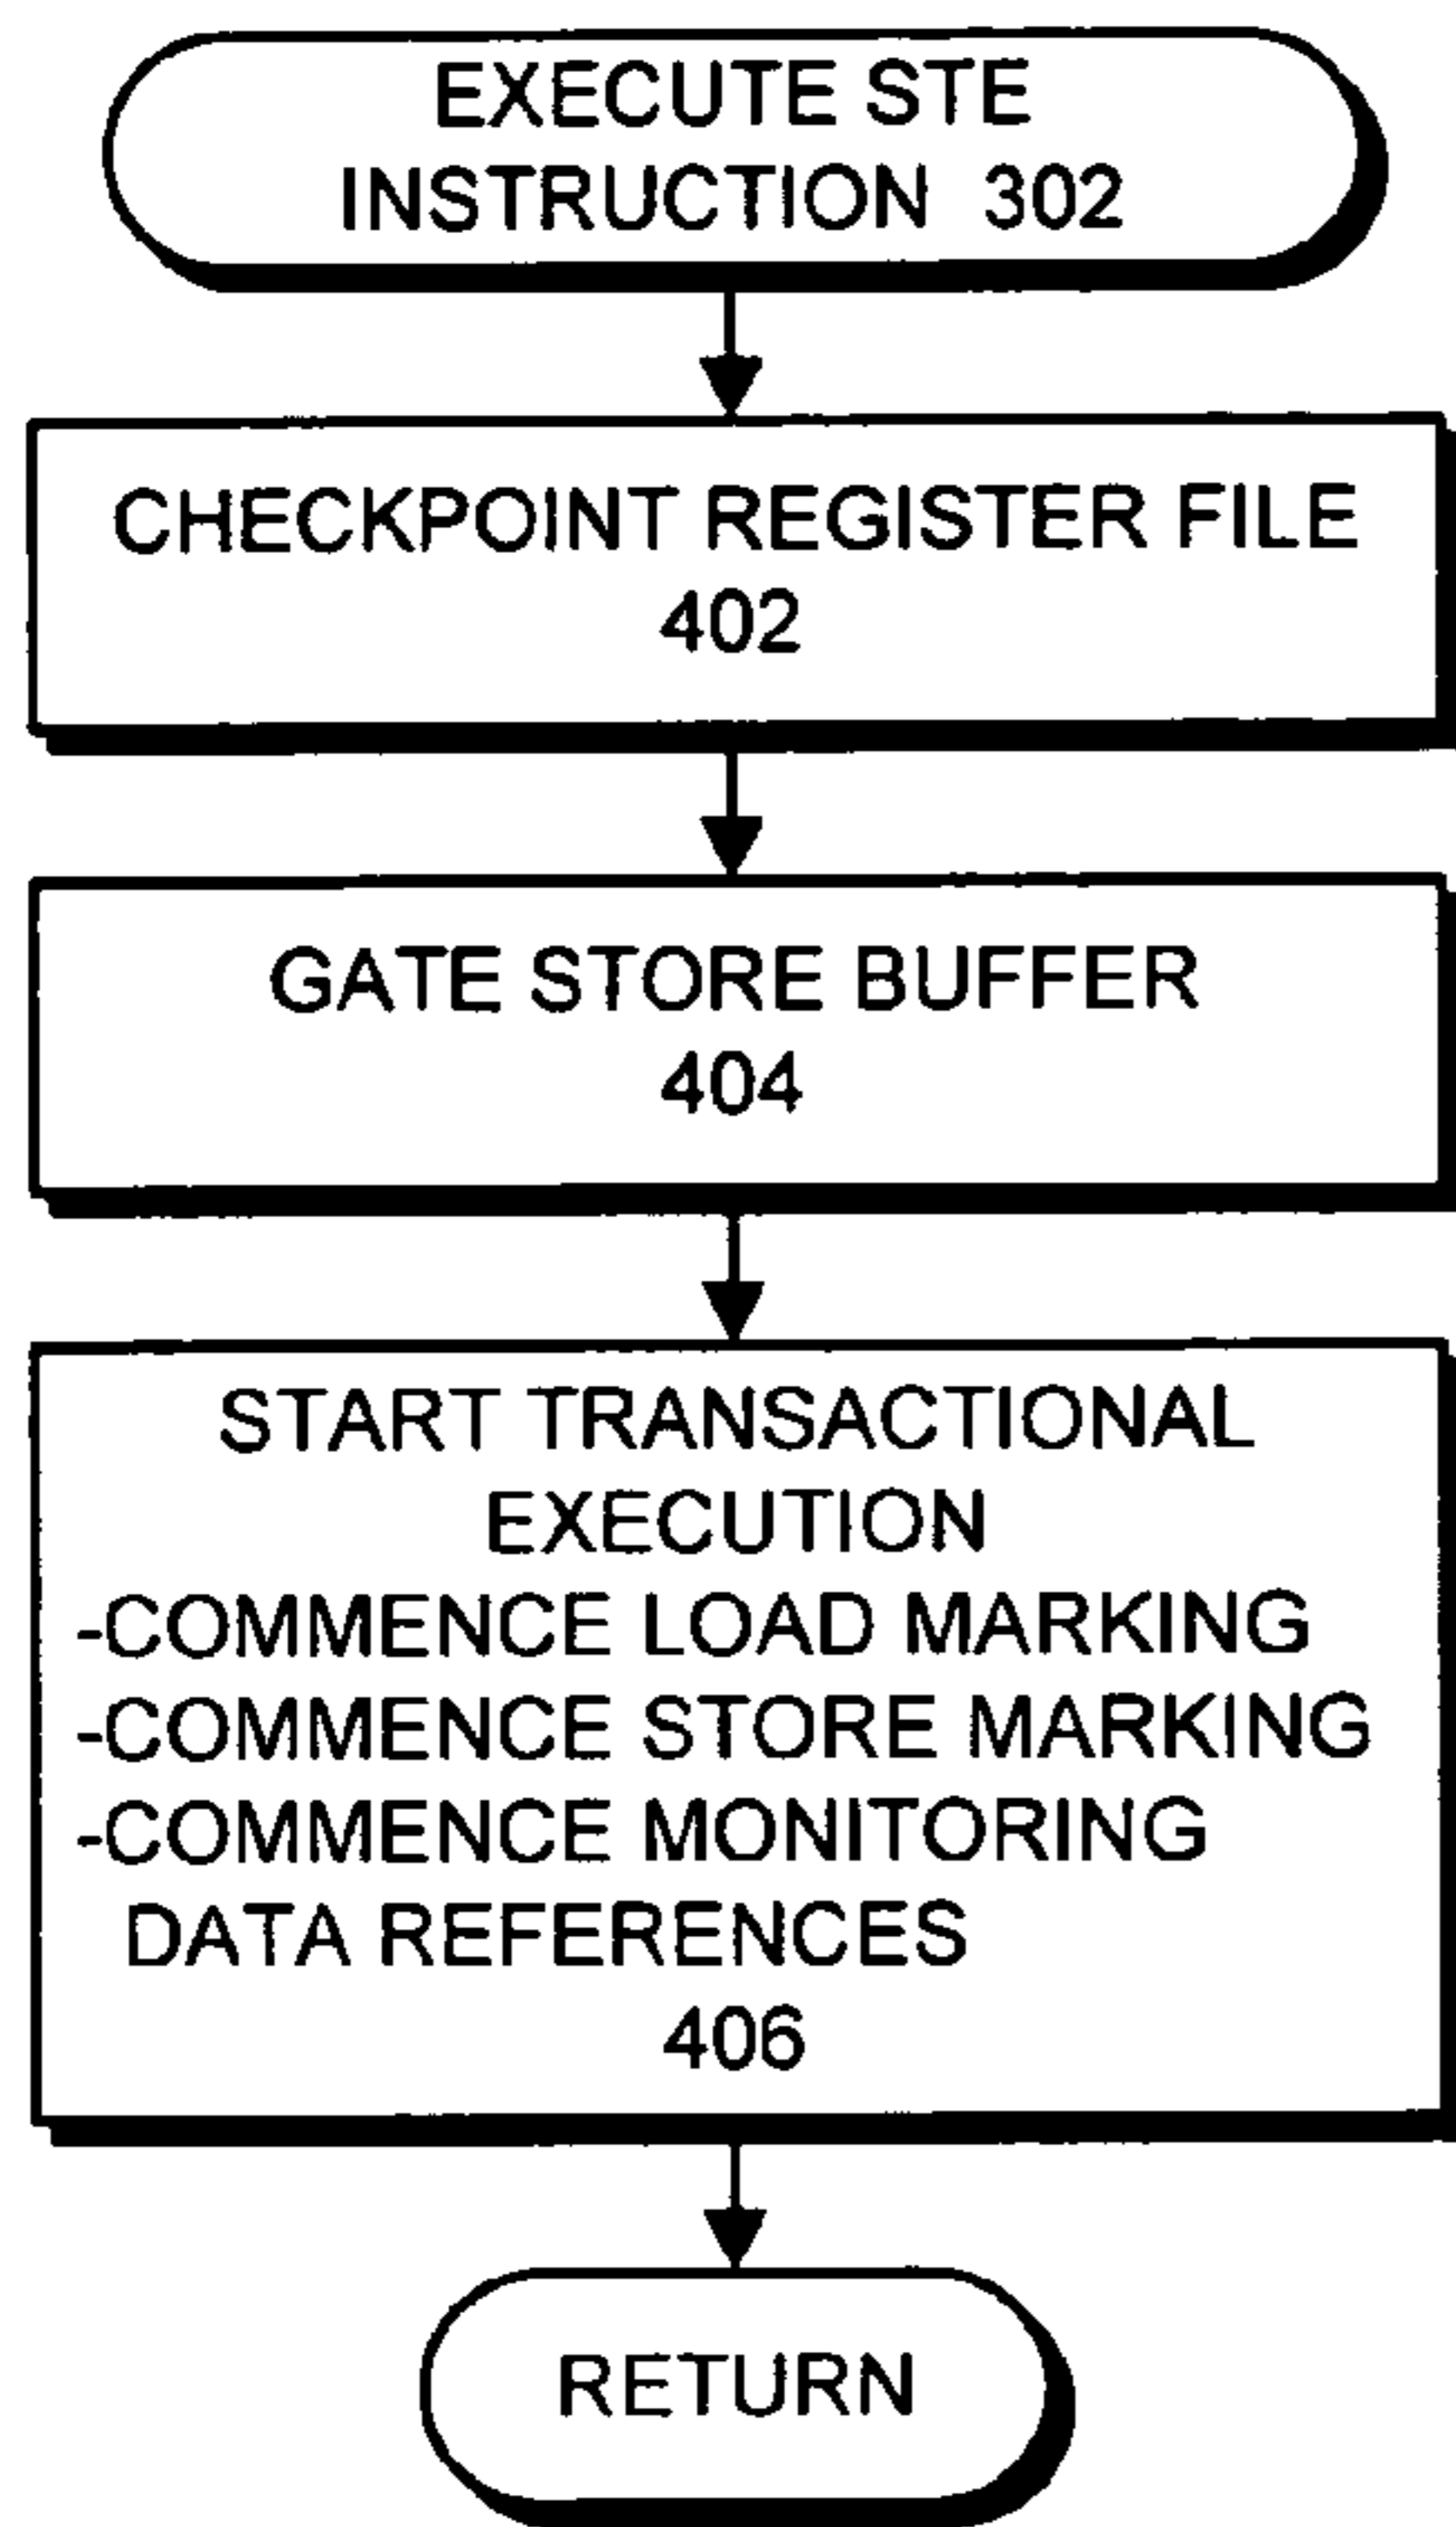 EXECUTE STE
INSTRUCTION 302
CHECKPOINT REGISTER FILE
402
GATE STORE BUFFER
404
START TRANSACTIONAL
EXECUTION
-COMMENCE LOAD MARKING
-COMMENCE STORE MARKING
-COMMENCE MONITORING
DATA REFERENCES
406
RETURN